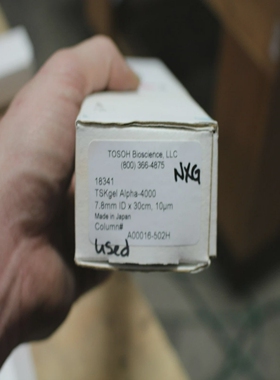 TOSOH Bioscience, LLC
(800) 366-4875
NXG
18341
TSKgel Alpha-4000
7.8mm ID x 30cm, 10µm
Made in Japan
Column#
A00016-502H
used